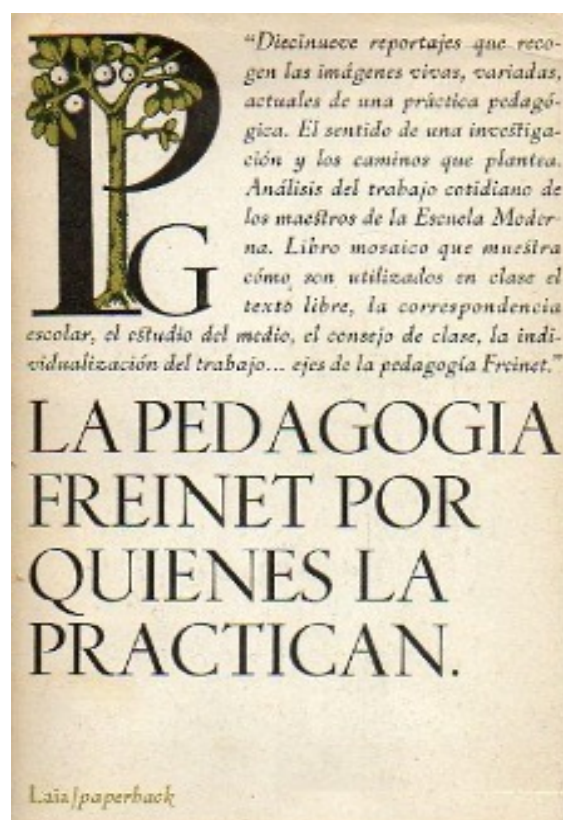 PG
“Diecinueve reportajes que reco-
gen las imágenes vivas, variadas,
actuales de una práctica pedagó-
gica. El sentido de una investiga-
ción y los caminos que plantea.
Análisis del trabajo cotidiano de
los maestros de la Escuela Moder-
na. Libro mosaico que muestra
cómo son utilizados en clase el
texto libre, la correspondencia
escolar, el estudio del medio, el consejo de clase, la indi-
vidualización del trabajo... ejes de la pedagogía Freinet.”
LA PEDAGOGIA
FREINET POR
QUIENES LA
PRACTICAN.
Laia/paperback